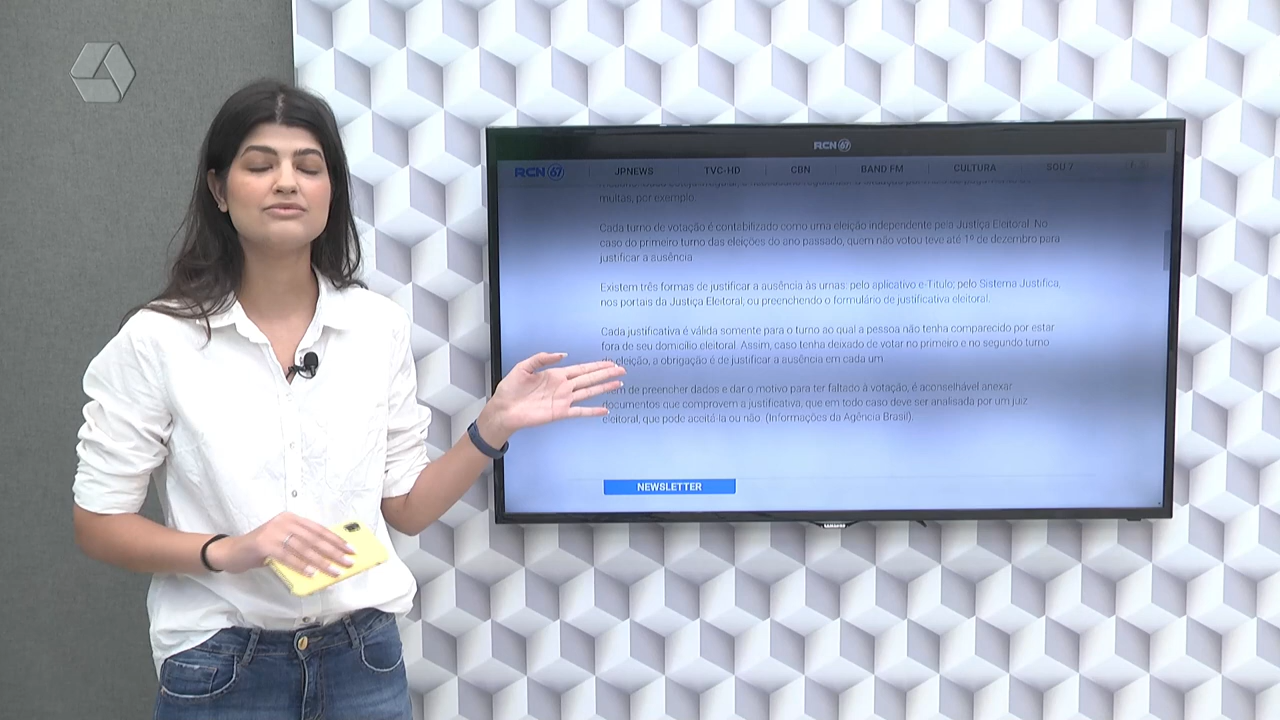 RCN 67
RCN 67 JPNEWS TVC-HD CBN BAND FM CULTURA SOU 7
multas, por exemplo.
Cada turno de votação é contabilizado como uma eleição independente pela Justiça Eleitoral. No
caso do primeiro turno das eleições do ano passado, quem não votou teve até 1º de dezembro para
justificar a ausência
Existem três formas de justificar a ausência às urnas: pelo aplicativo e-Título; pelo Sistema Justifica,
nos portais da Justiça Eleitoral; ou preenchendo o formulário de justificativa eleitoral.
Cada justificativa é válida somente para o turno ao qual a pessoa não tenha comparecido por estar
fora de seu domicílio eleitoral. Assim, caso tenha deixado de votar no primeiro e no segundo turno
de eleição, a obrigação é de justificar a ausência em cada um.
de preencher dados e dar o motivo para ter faltado à votação, é aconselhável anexar
documentos que comprovem a justificativa, que em todo caso deve ser analisada por um juiz
eleitoral, que pode aceitá-la ou não. (Informações da Agência Brasil).
NEWSLETTER
SAMSUNG